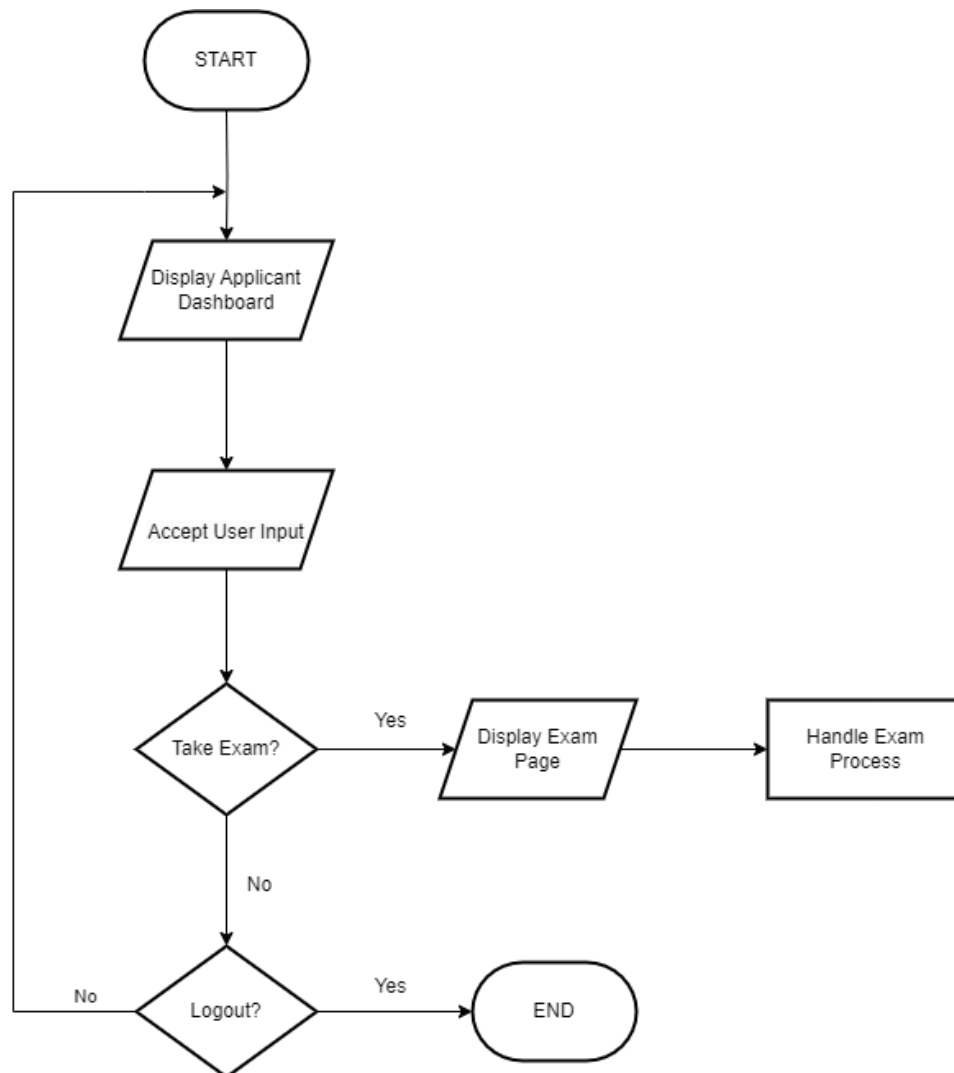 START
Display Applicant
Dashboard
Accept User Input
Take Exam?
Yes
Display Exam
Page
Handle Exam
Process
No
Logout?
No
Yes
END